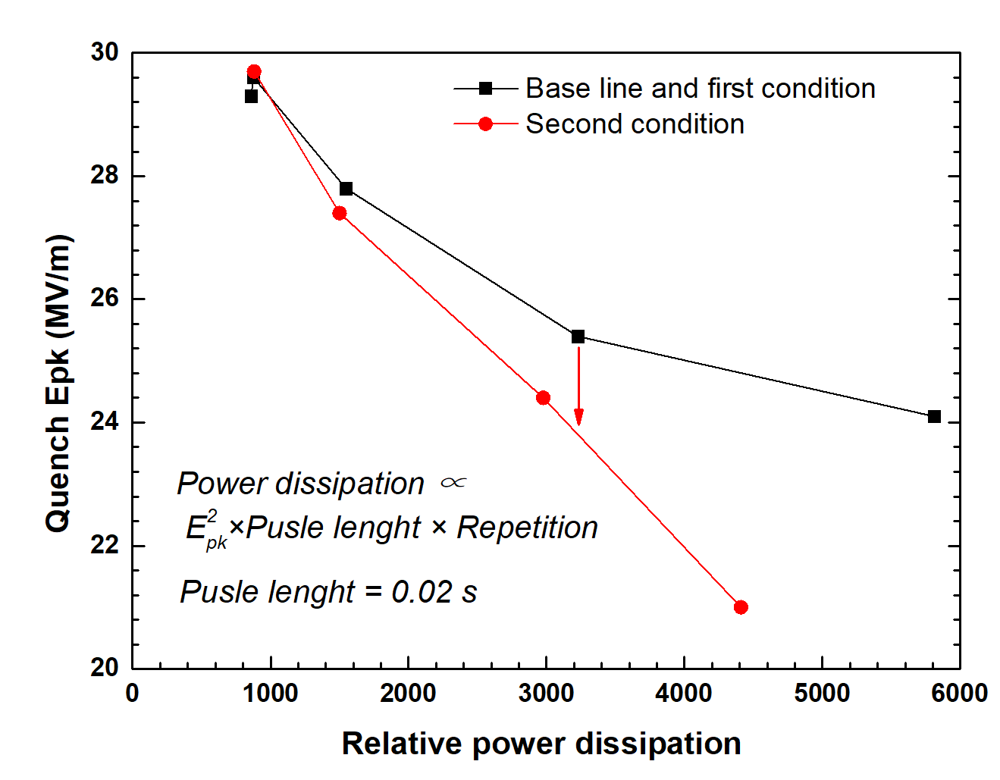 30
28
26
24
22
20
0 1000 2000 3000 4000 5000 6000
Quench Epk (MV/m)
Relative power dissipation
Base line and first condition
Second condition
Power dissipation ∝
E²pk×Pusle lenght × Repetition
Pusle lenght = 0.02 s